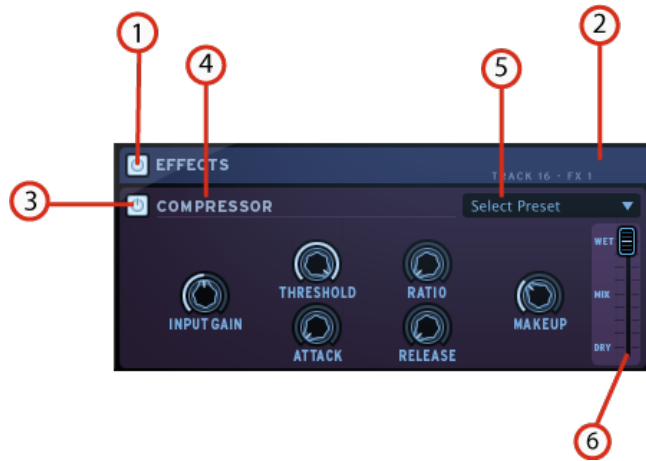 1
2
4
5
EFFECTS
TRACK 16 - FX 1
3
COMPRESSOR
Select Preset
WET
THRESHOLD
RATIO
MIX
INPUT GAIN
MAKEUP
DRY
ATTACK
RELEASE
6